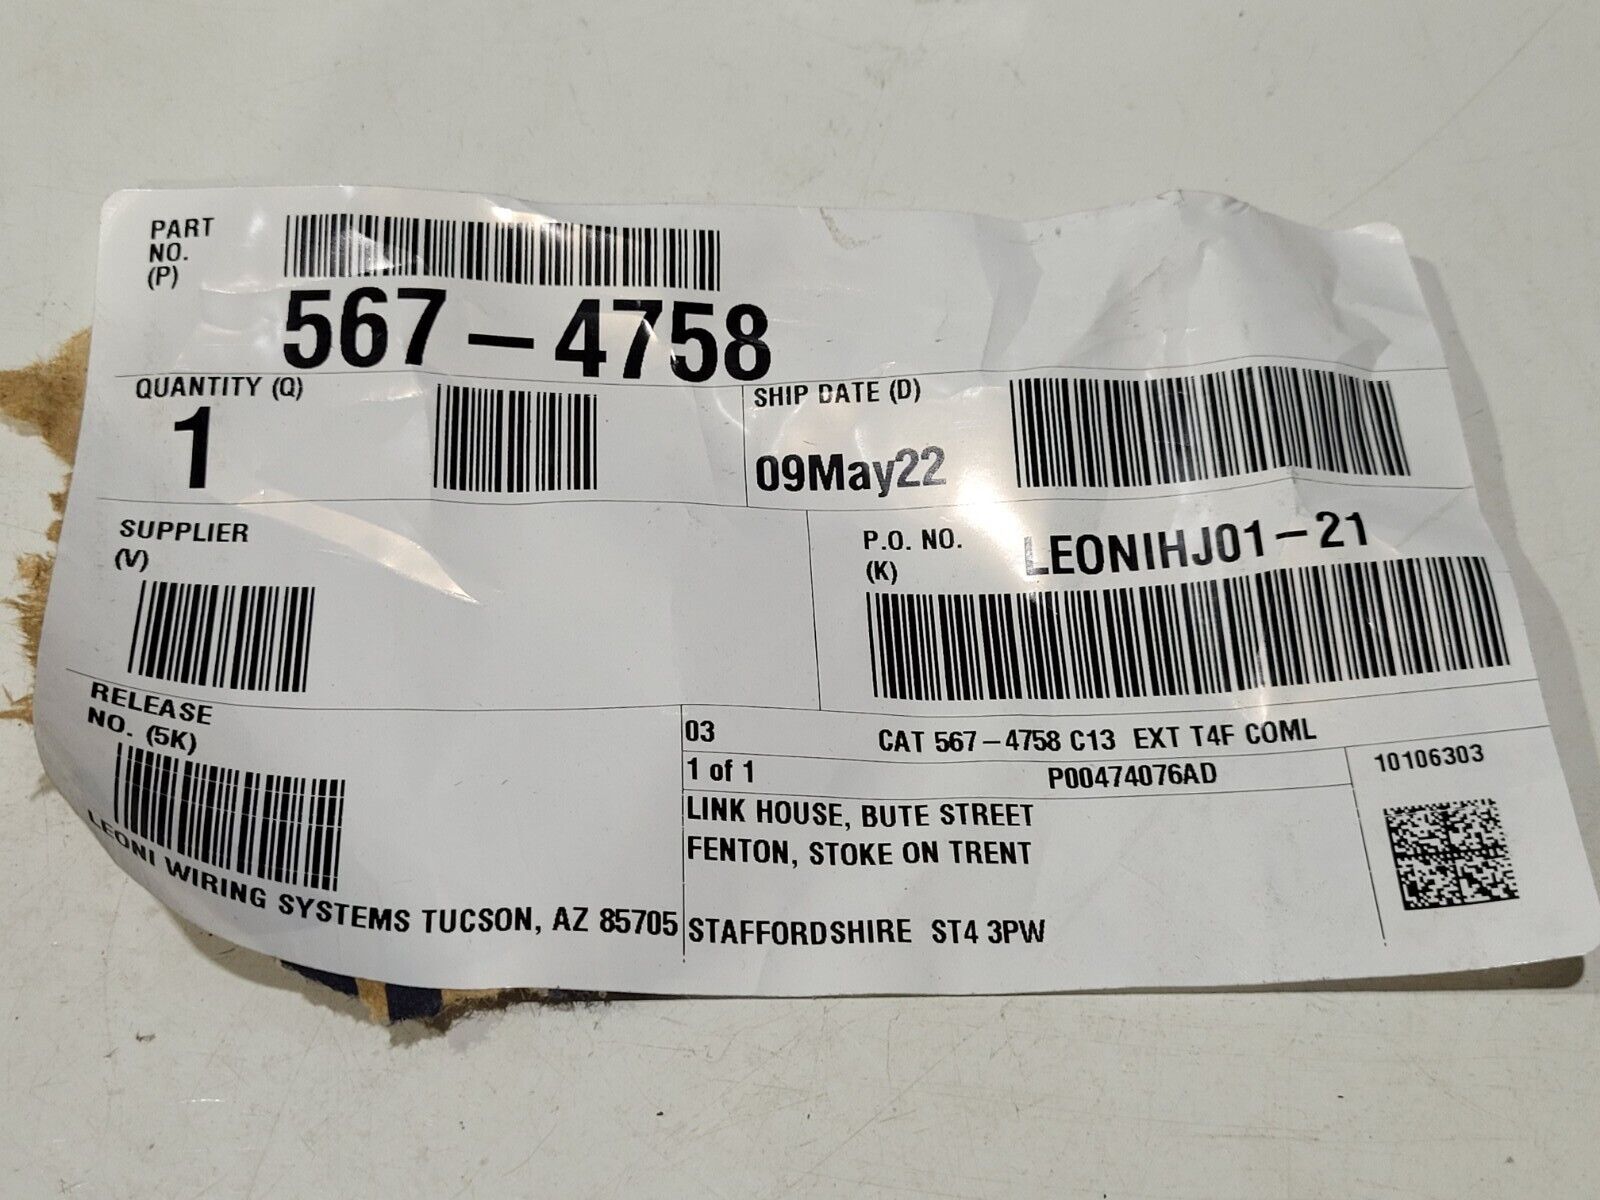 PART
NO.
(P)
567-4758
QUANTITY (Q)
1
SHIP DATE (D)
09May22
SUPPLIER
(V)
P.O. NO.
(K)
LEONIHJ01-21
RELEASE
NO. (5K)
LEONI WIRING SYSTEMS TUCSON, AZ 85705
03
CAT 567-4758 C13 EXT T4F COML
1 of 1
P00474076AD
10106303
LINK HOUSE, BUTE STREET
FENTON, STOKE ON TRENT
STAFFORDSHIRE ST4 3PW